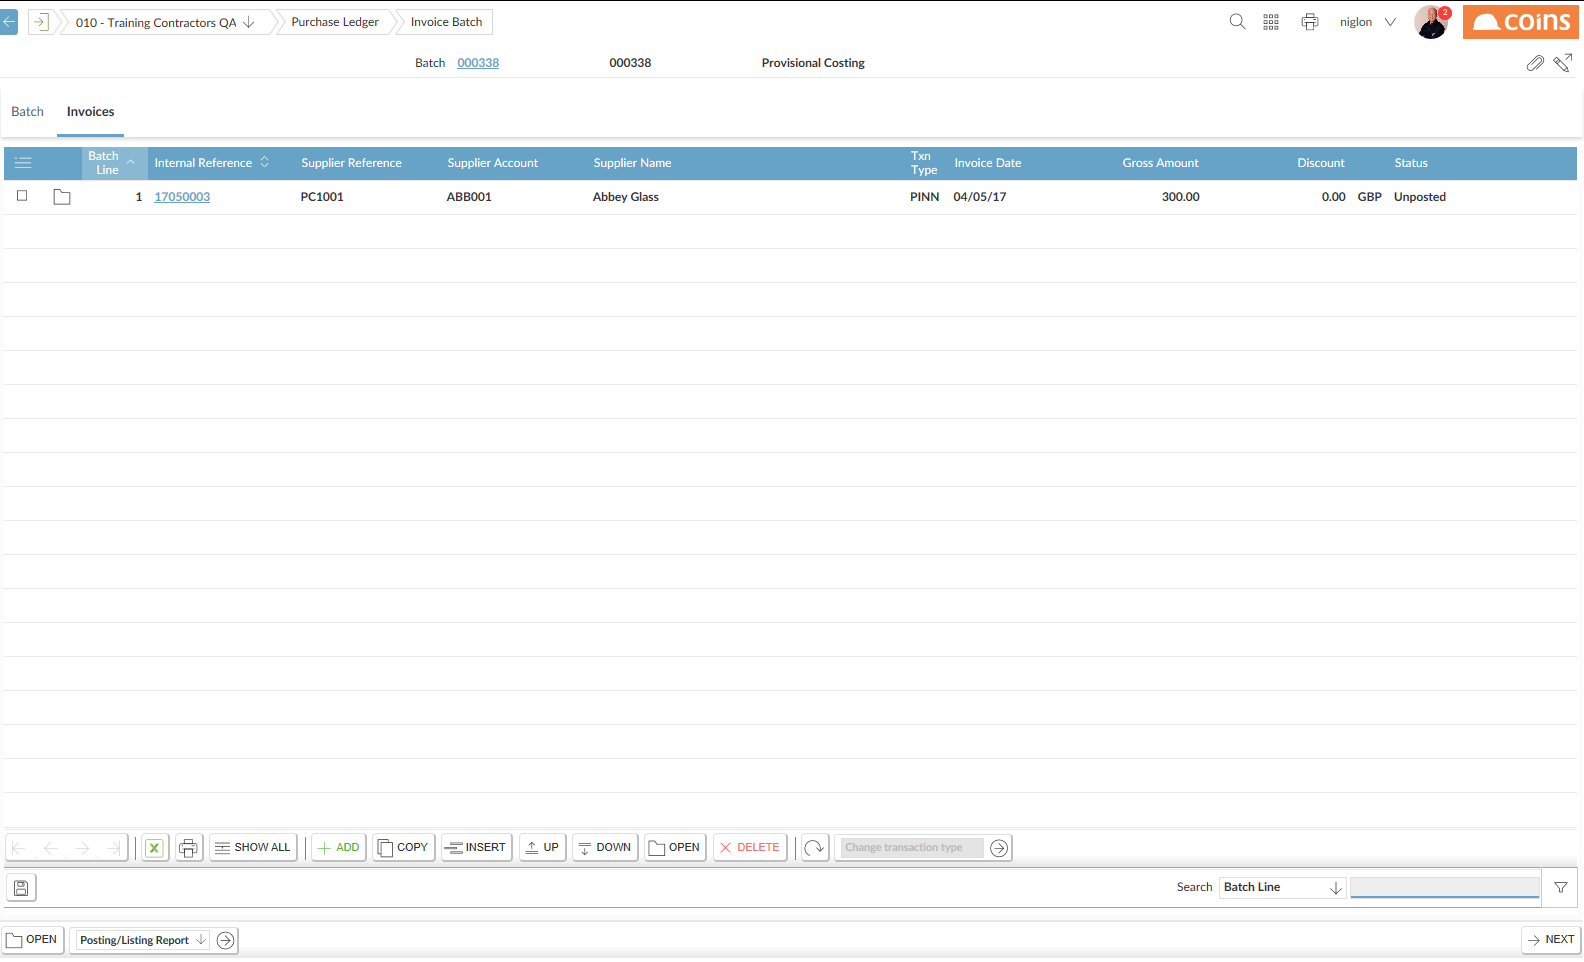 010 - Training Contractors QA Purchase Ledger Invoice Batch niglon 2 coins
Batch 000338 000338 Provisional Costing
Batch Invoices
Batch Line Internal Reference Supplier Reference Supplier Account Supplier Name Txn Type Invoice Date Gross Amount Discount Status
1 17050003 PC1001 ABB001 Abbey Glass PINN 04/05/17 300.00 0.00 GBP Unposted
SHOW ALL ADD COPY INSERT UP DOWN OPEN DELETE Change transaction type
Search Batch Line
OPEN Posting/Listing Report NEXT